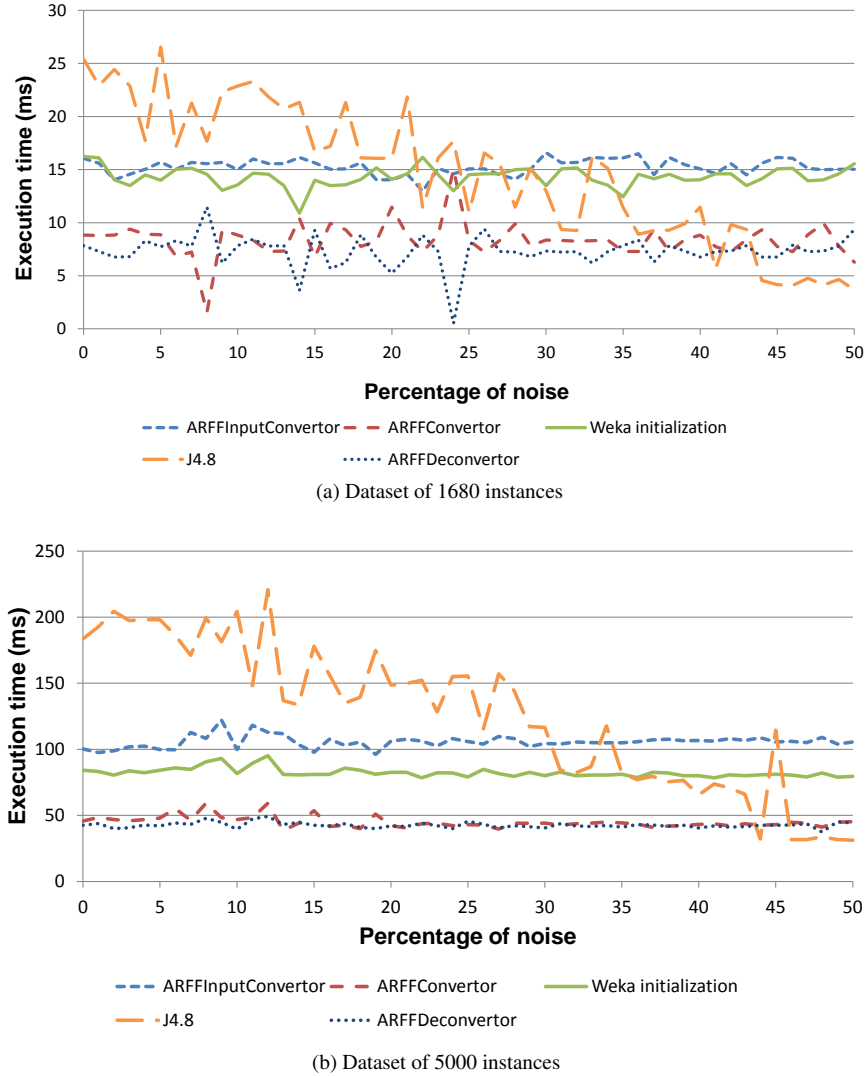 30
25
20
15
10
5
0
Execution time (ms)
0 5 10 15 20 25 30 35 40 45 50
Percentage of noise
ARFFInputConvertor ARFFConvertor Weka initialization
J4.8 ARFFDeconvertor
(a) Dataset of 1680 instances
250
200
150
100
50
0
Execution time (ms)
0 5 10 15 20 25 30 35 40 45 50
Percentage of noise
ARFFInputConvertor ARFFConvertor Weka initialization
J4.8 ARFFDeconvertor
(b) Dataset of 5000 instances